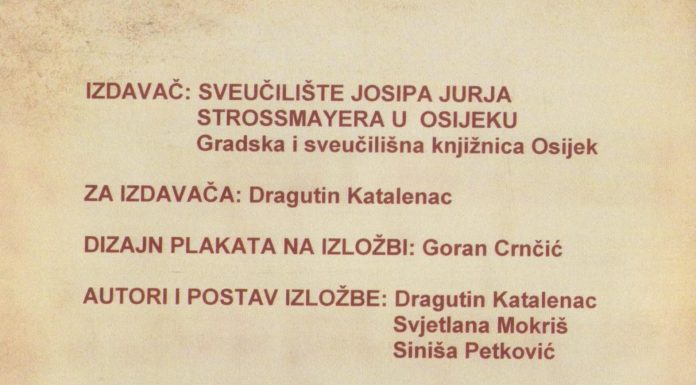 IZDAVAČ: SVEUČILIŠTE JOSIPA JURJA
STROSSMAYERA U OSIJEKU
Gradska i sveučilišna knjižnica Osijek
ZA IZDAVAČA: Dragutin Katalenac
DIZAJN PLAKATA NA IZLOŽBI: Goran Crnčić
AUTORI I POSTAV IZLOŽBE: Dragutin Katalenac
Svjetlana Mokriš
Siniša Petković